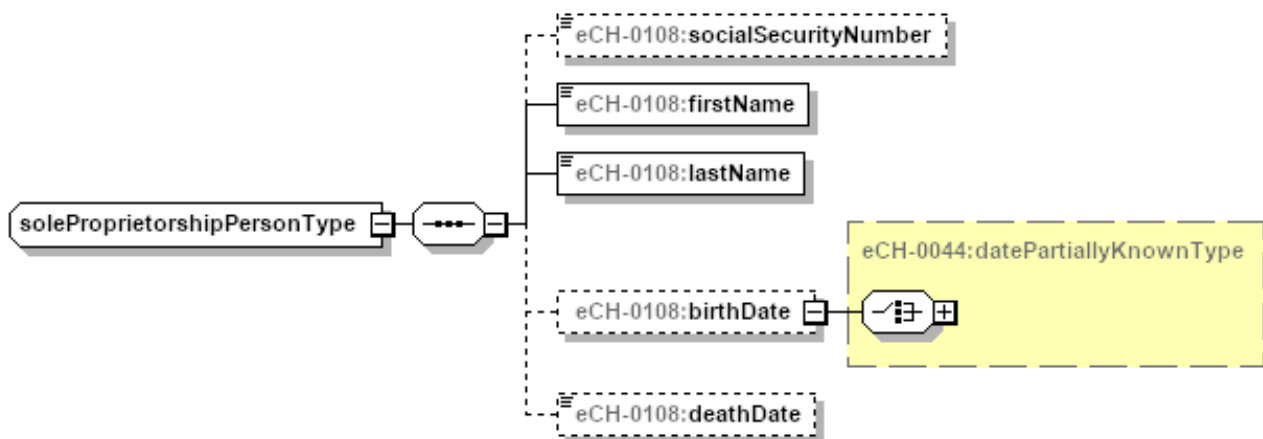 eCH-0108:socialSecurityNumber
eCH-0108:firstName
eCH-0108:lastName
soleProprietorshipPersonType
eCH-0044:datePartiallyKnownType
eCH-0108:birthDate
eCH-0108:deathDate